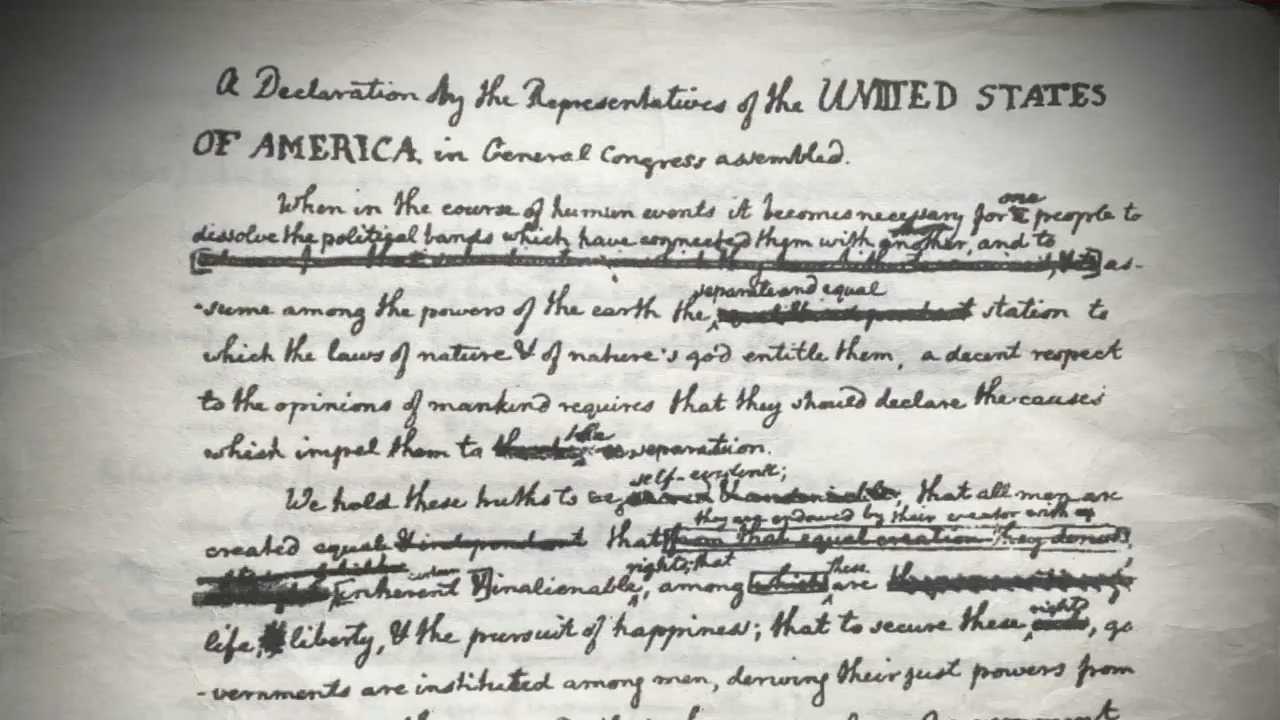 A Declaration by the Representatives of the UNITED STATES
OF AMERICA, in General Congress assembled.
When in the course of human events it becomes necessary for one people to
dissolve the political bands which have connected them with another, and to
as-
separate and equal
-sume among the powers of the earth the station to
which the laws of nature & of nature's god entitle them, a decent respect
to the opinions of mankind requires that they should declare the causes
the
which impel them to separation.
self-evident;
We hold these truths to be sacred & undeniable, that all men are
they are endowed by their creator with
created equal & independent that from that equal creation they derive
rights; that these
certain
inherent & inalienable, among which are
rights
life, liberty, & the pursuit of happiness; that to secure these, go
-vernments are instituted among men, deriving their just powers from